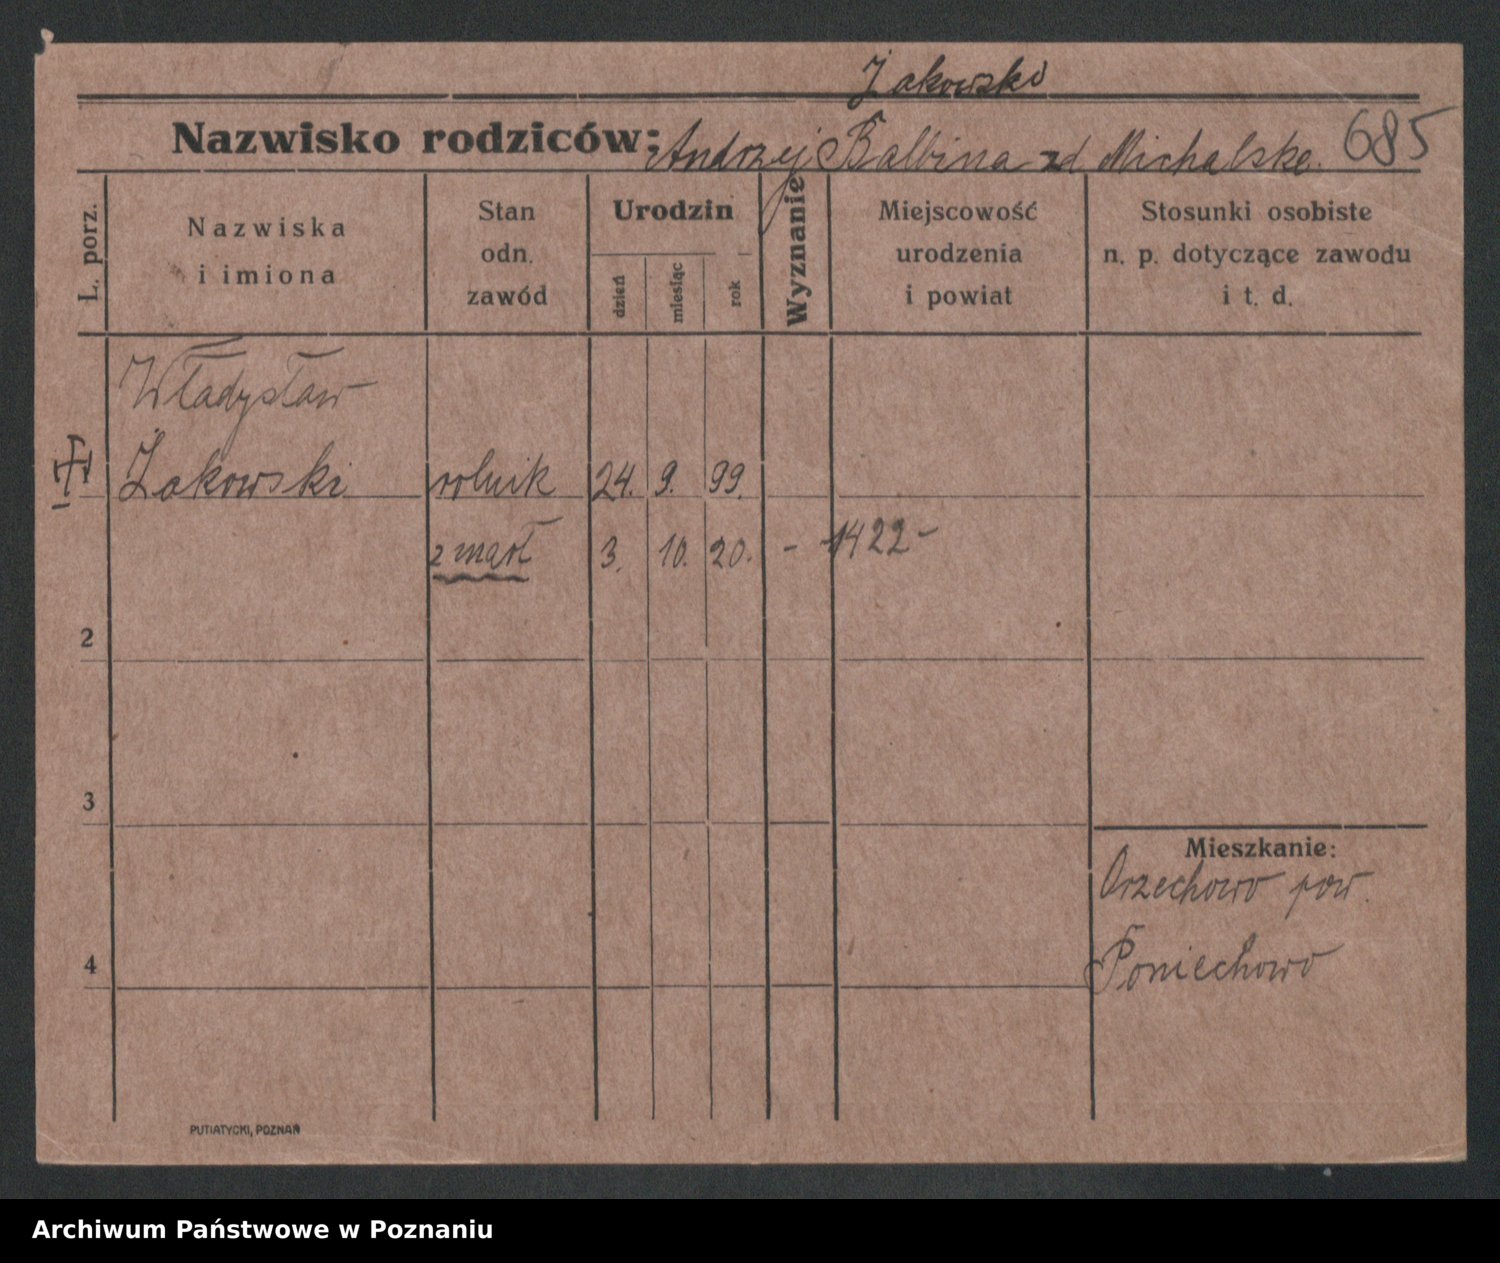 Żakowski
Nazwisko rodziców: Andrzej Balbina zd Michalska. 685
L. porz.
Nazwiska
i imiona
Stan
odn.
zawód
Urodzin
dzień
miesiąc
rok
Wyznanie
Miejscowość
urodzenia
i powiat
Stosunki osobiste
n. p. dotyczące zawodu
i t. d.
Władysław
Żakowski rolnik 24. 9. 99.
zmarł 3. 10. 20. - 1422 -
2
3
Mieszkanie:
Orzechowo pow.
4
Poniechowo
PUTIATYCKI, POZNAŃ
Archiwum Państwowe w Poznaniu